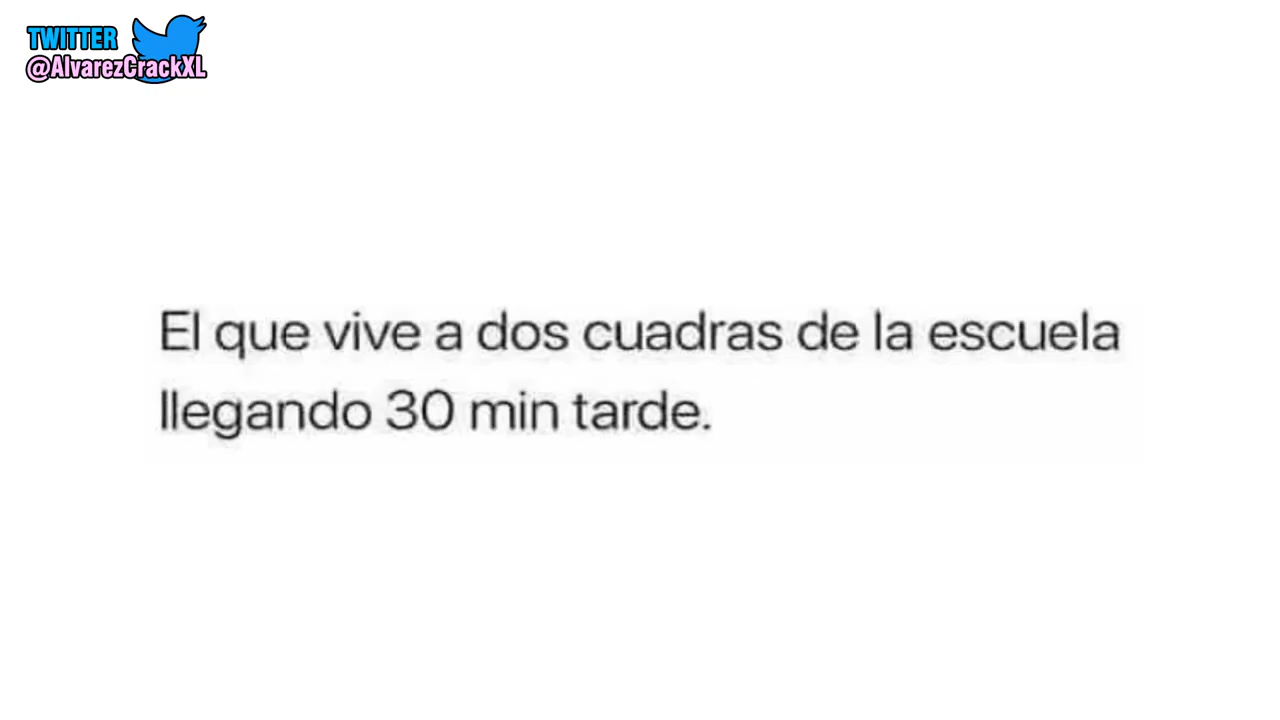 TWITTER
@AlvarezCrackXL
El que vive a dos cuadras de la escuela
llegando 30 min tarde.